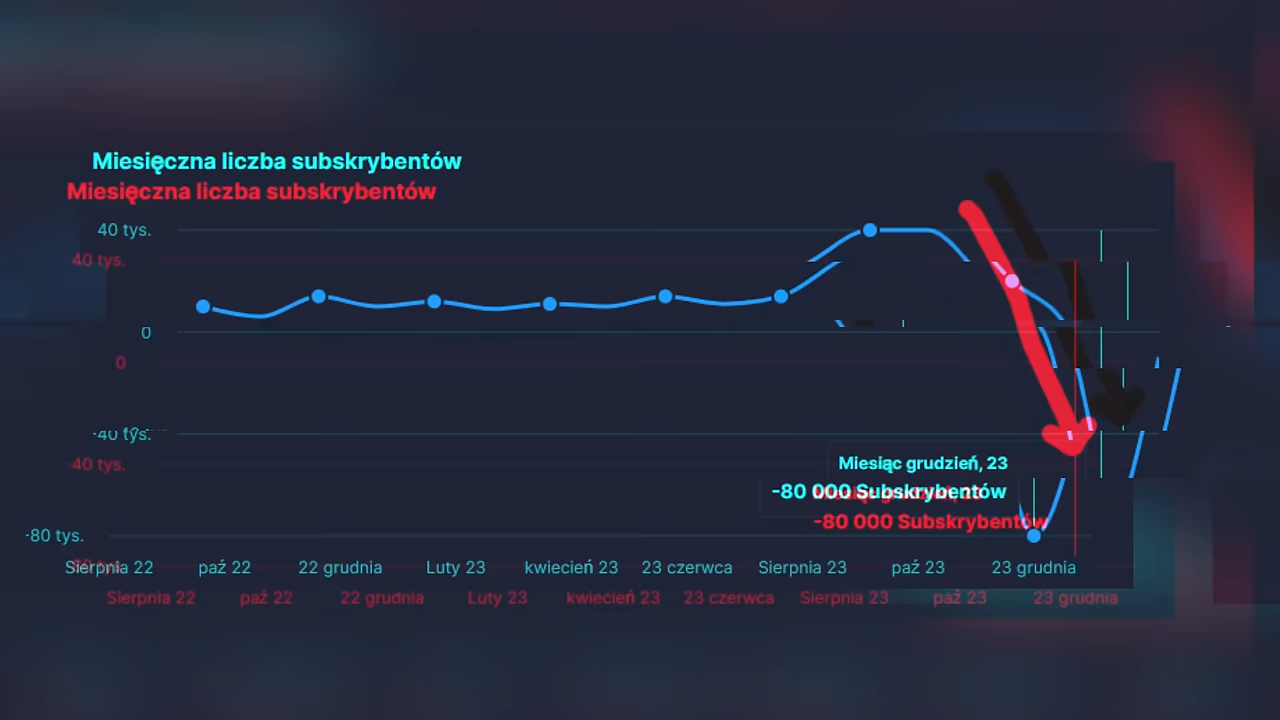 Miesięczna liczba subskrybentów
Miesięczna liczba subskrybentów
40 tys.
40 tys.
0
0
-40 tys.
-40 tys.
Miesiąc grudzień, 23
-80 000 Subskrybentów
-80 000 Subskrybentów
-80 tys.
Sierpnia 22 paź 22 22 grudnia Luty 23 kwiecień 23 23 czerwca Sierpnia 23 paź 23 23 grudnia
Sierpnia 22 paź 22 22 grudnia Luty 23 kwiecień 23 23 czerwca Sierpnia 23 paź 23 23 grudnia